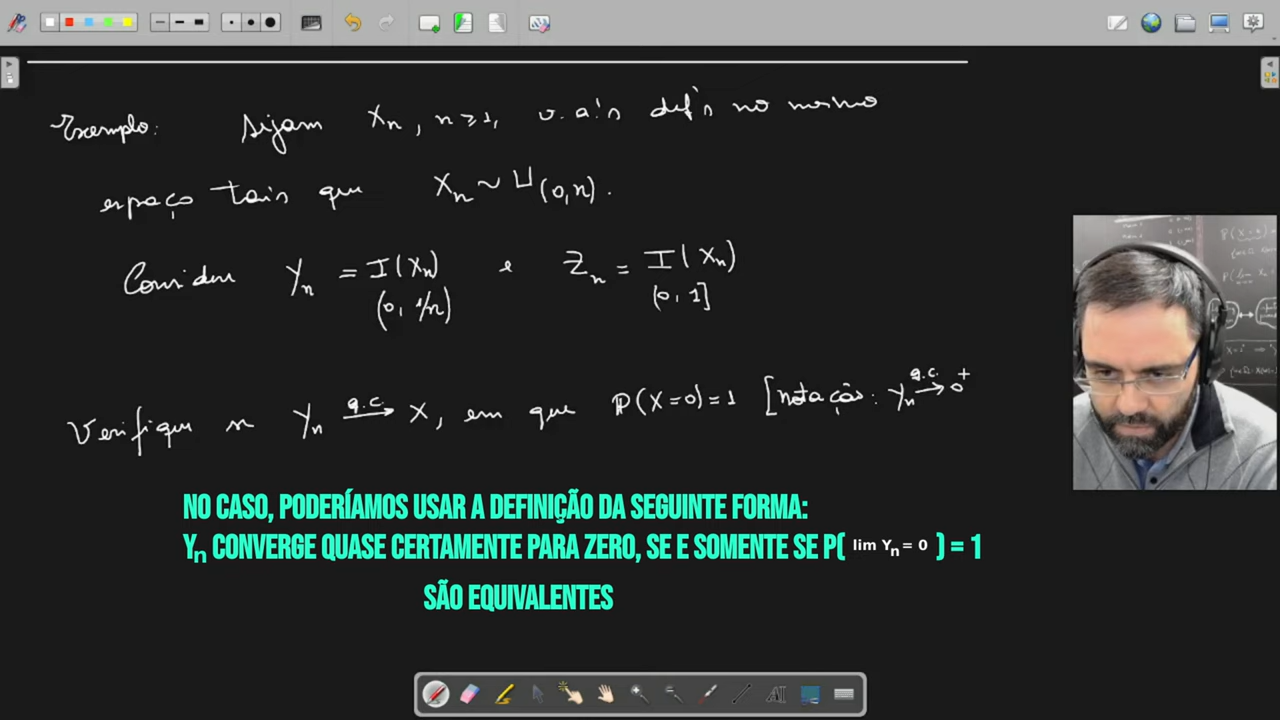 Exemplo: Sejam Xn, n ≥ 1, v.a's def's no mesmo
espaço tais que Xn ~ U(0,n).
Considere Yn = I(Xn) e Zn = I(Xn)
(0, 1/n) (0, 1]
Verifique se Yn q.c.→ X, em que P(X=0)=1 [notação: Yn q.c.→ 0+
NO CASO, PODERÍAMOS USAR A DEFINIÇÃO DA SEGUINTE FORMA:
Yn CONVERGE QUASE CERTAMENTE PARA ZERO, SE E SOMENTE SE P( lim Yn = 0 ) = 1
SÃO EQUIVALENTES